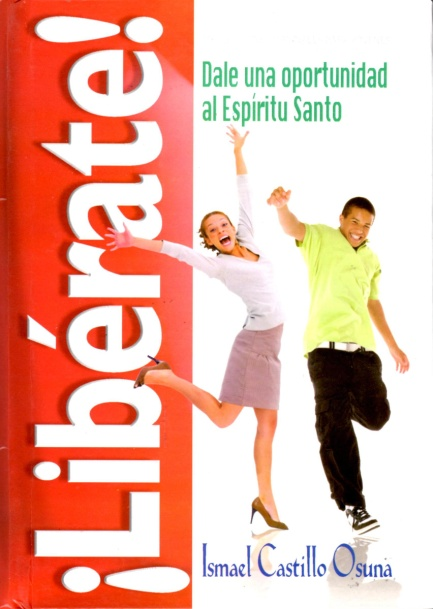 ¡Libérate!
Dale una oportunidad
al Espíritu Santo
Ismael Castillo Osuna